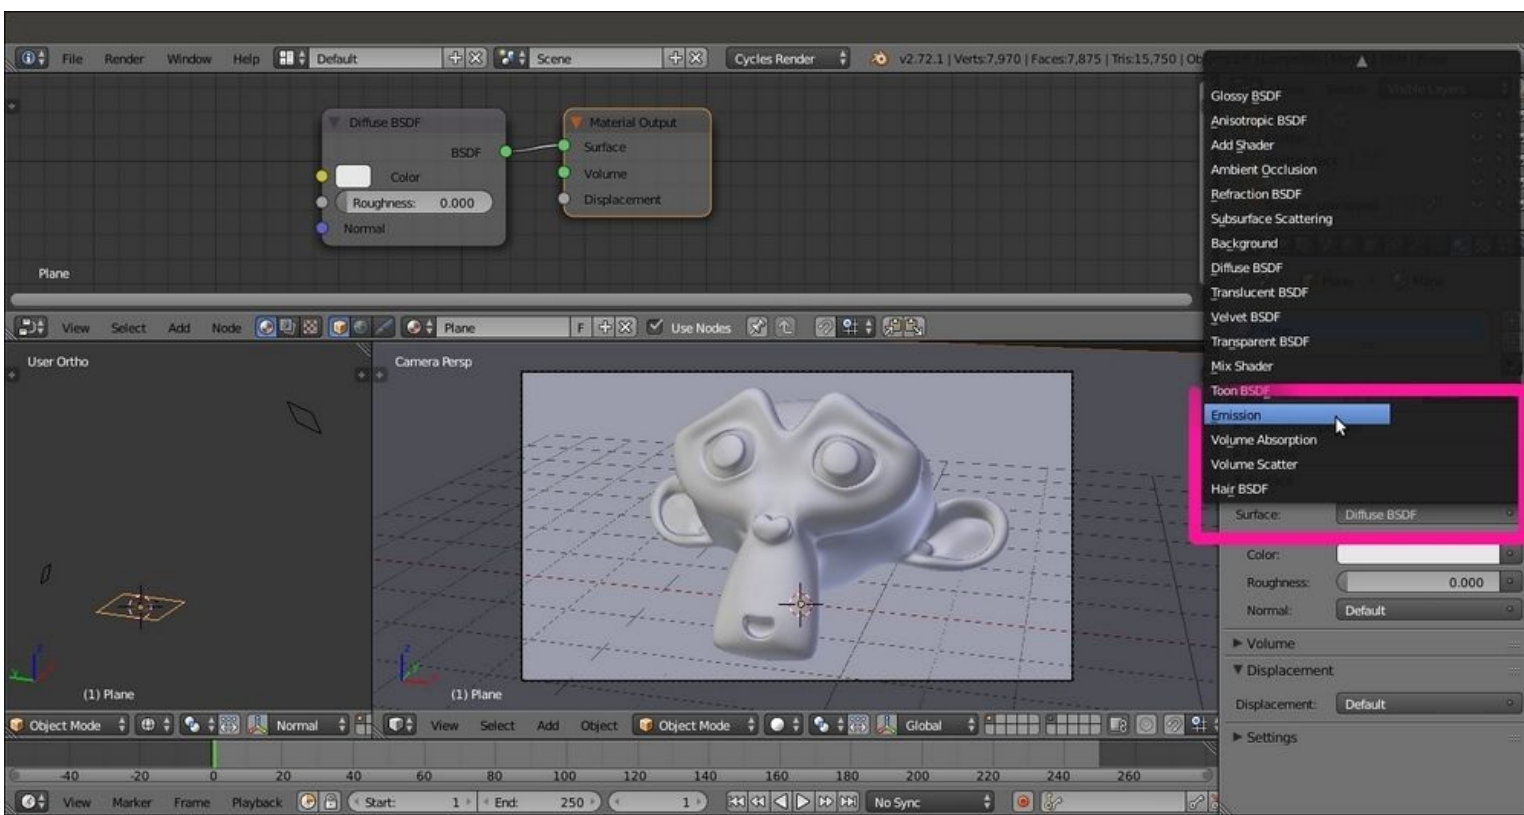 File Render Window Help Default Scene Cycles Render v2.72.1 | Verts:7,970 | Faces:7,875 | Tris:15,750 | Ob
Diffuse BSDF
BSDF
Color
Roughness: 0.000
Normal
Material Output
Surface
Volume
Displacement
Plane
View Select Add Node Plane F Use Nodes
Glossy BSDF
Anisotropic BSDF
Add Shader
Ambient Occlusion
Refraction BSDF
Subsurface Scattering
Background
Diffuse BSDF
Translucent BSDF
Velvet BSDF
Transparent BSDF
Mix Shader
Toon BSDF
Emission
Volume Absorption
Volume Scatter
Hair BSDF
Surface: Diffuse BSDF
Color:
Roughness: 0.000
Normal: Default
Volume
Displacement
Displacement: Default
Settings
User Ortho
(1) Plane
Object Mode Normal
Camera Persp
(1) Plane
View Select Add Object Object Mode Global
-40 -20 0 20 40 60 80 100 120 140 160 180 200 220 240 260
View Marker Frame Playback Start: 1 End: 250 1 No Sync